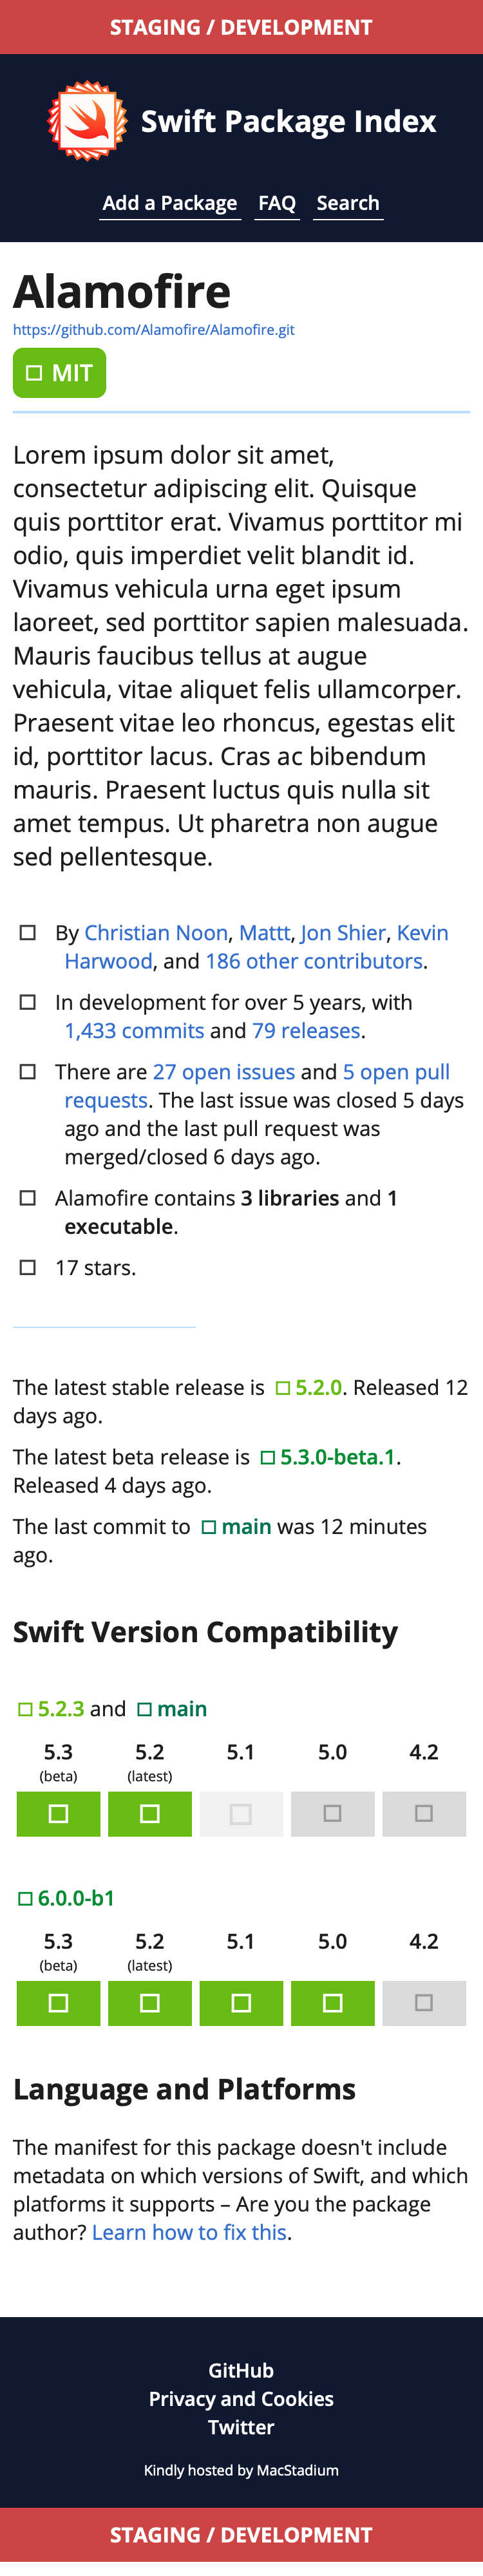 STAGING / DEVELOPMENT
Swift Package Index
Add a Package FAQ Search
Alamofire
https://github.com/Alamofire/Alamofire.git
MIT
Lorem ipsum dolor sit amet,
consectetur adipiscing elit. Quisque
quis porttitor erat. Vivamus porttitor mi
odio, quis imperdiet velit blandit id.
Vivamus vehicula urna eget ipsum
laoreet, sed porttitor sapien malesuada.
Mauris faucibus tellus at augue
vehicula, vitae aliquet felis ullamcorper.
Praesent vitae leo rhoncus, egestas elit
id, porttitor lacus. Cras ac bibendum
mauris. Praesent luctus quis nulla sit
amet tempus. Ut pharetra non augue
sed pellentesque.
By Christian Noon, Mattt, Jon Shier, Kevin
Harwood, and 186 other contributors.
In development for over 5 years, with
1,433 commits and 79 releases.
There are 27 open issues and 5 open pull
requests. The last issue was closed 5 days
ago and the last pull request was
merged/closed 6 days ago.
Alamofire contains 3 libraries and 1
executable.
17 stars.
The latest stable release is 5.2.0. Released 12
days ago.
The latest beta release is 5.3.0-beta.1.
Released 4 days ago.
The last commit to main was 12 minutes
ago.
Swift Version Compatibility
5.2.3 and main
5.3 5.2 5.1 5.0 4.2
(beta) (latest)
6.0.0-b1
5.3 5.2 5.1 5.0 4.2
(beta) (latest)
Language and Platforms
The manifest for this package doesn't include
metadata on which versions of Swift, and which
platforms it supports – Are you the package
author? Learn how to fix this.
GitHub
Privacy and Cookies
Twitter
Kindly hosted by MacStadium
STAGING / DEVELOPMENT